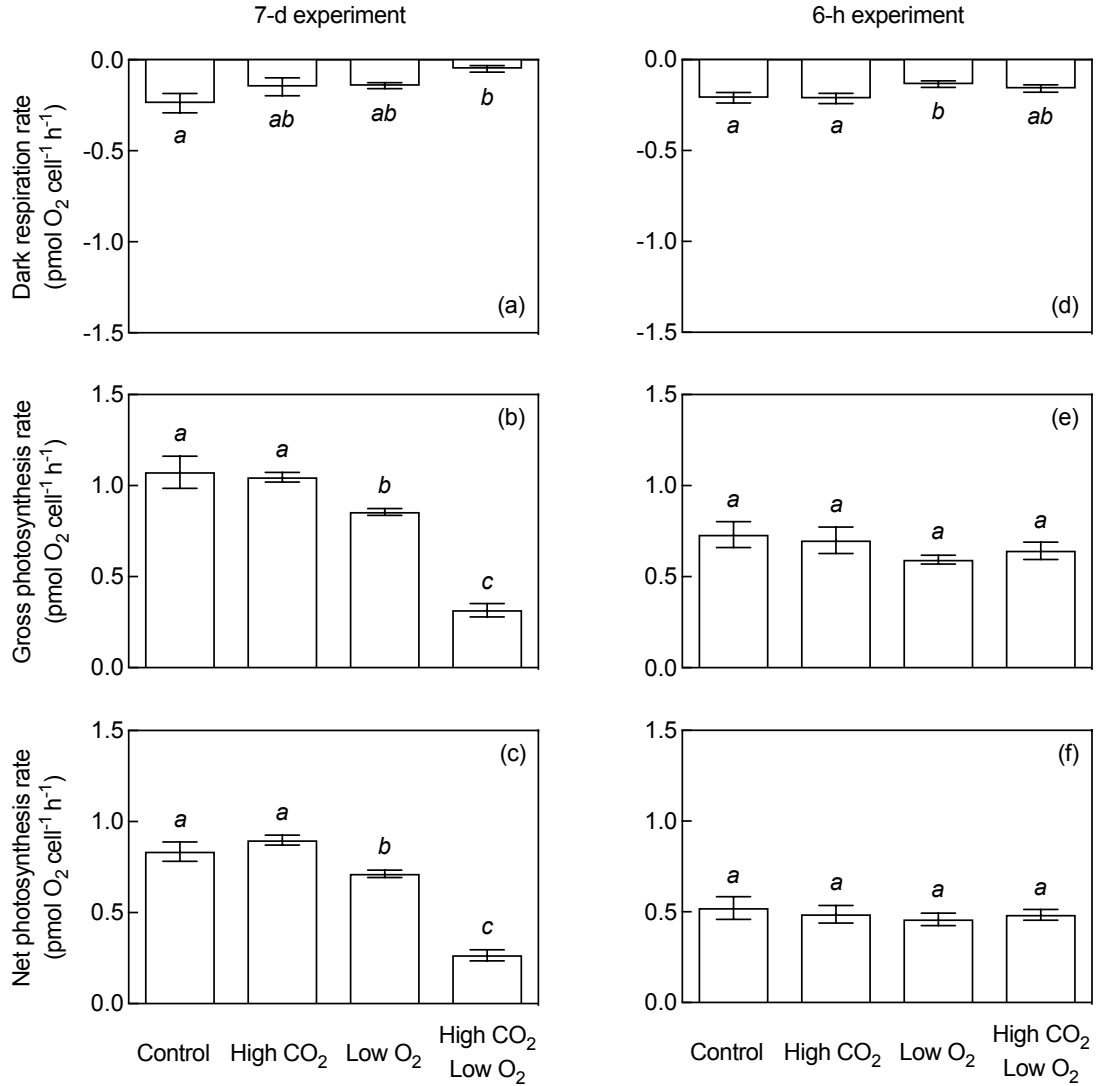 7-d experiment
6-h experiment
Dark respiration rate
(pmol O₂ cell⁻¹ h⁻¹)
0.0
-0.5
-1.0
-1.5
a
ab
ab
b
(a)
0.0
-0.5
-1.0
-1.5
a
a
b
ab
(d)
Gross photosynthesis rate
(pmol O₂ cell⁻¹ h⁻¹)
1.5
1.0
0.5
0.0
a
a
b
c
(b)
1.5
1.0
0.5
0.0
a
a
a
a
(e)
Net photosynthesis rate
(pmol O₂ cell⁻¹ h⁻¹)
1.5
1.0
0.5
0.0
a
a
b
c
(c)
1.5
1.0
0.5
0.0
a
a
a
a
(f)
Control
High CO₂
Low O₂
High CO₂
Low O₂
Control
High CO₂
Low O₂
High CO₂
Low O₂